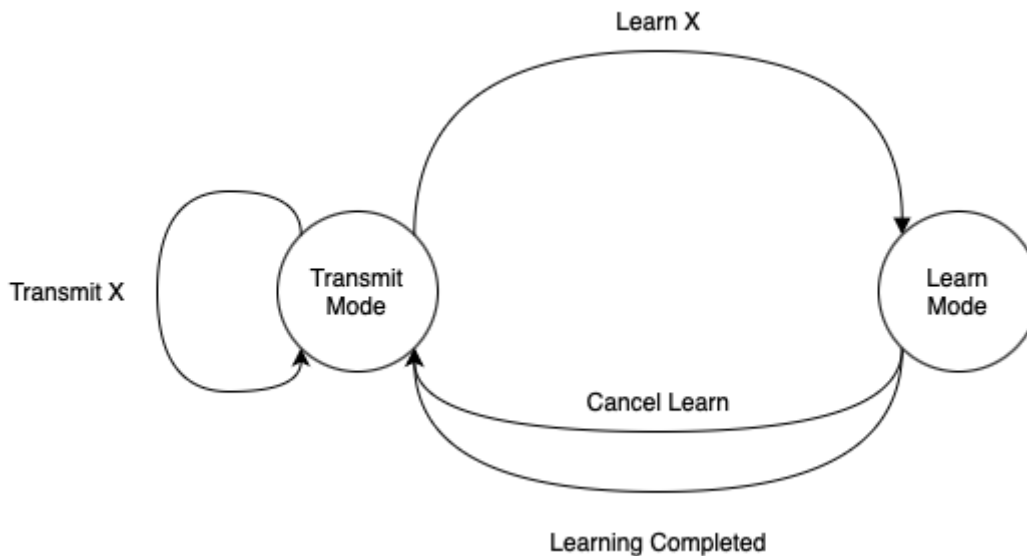 Learn X
Transmit X
Transmit
Mode
Learn
Mode
Cancel Learn
Learning Completed